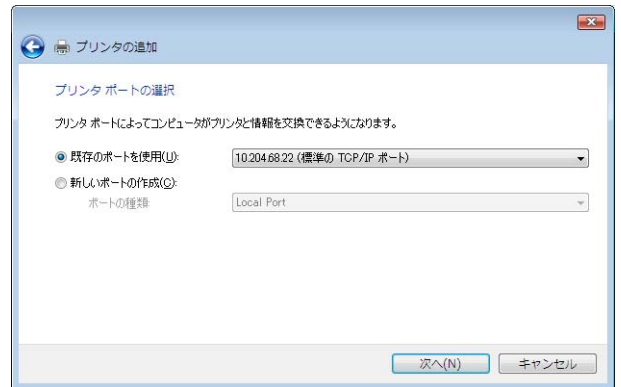 プリンタの追加
プリンタ ポートの選択
プリンタ ポートによってコンピュータがプリンタと情報を交換できるようになります。
既存のポートを使用(U): 10.204.68.22 (標準の TCP/IP ポート)
新しいポートの作成(C):
ポートの種類: Local Port
次へ(N) キャンセル